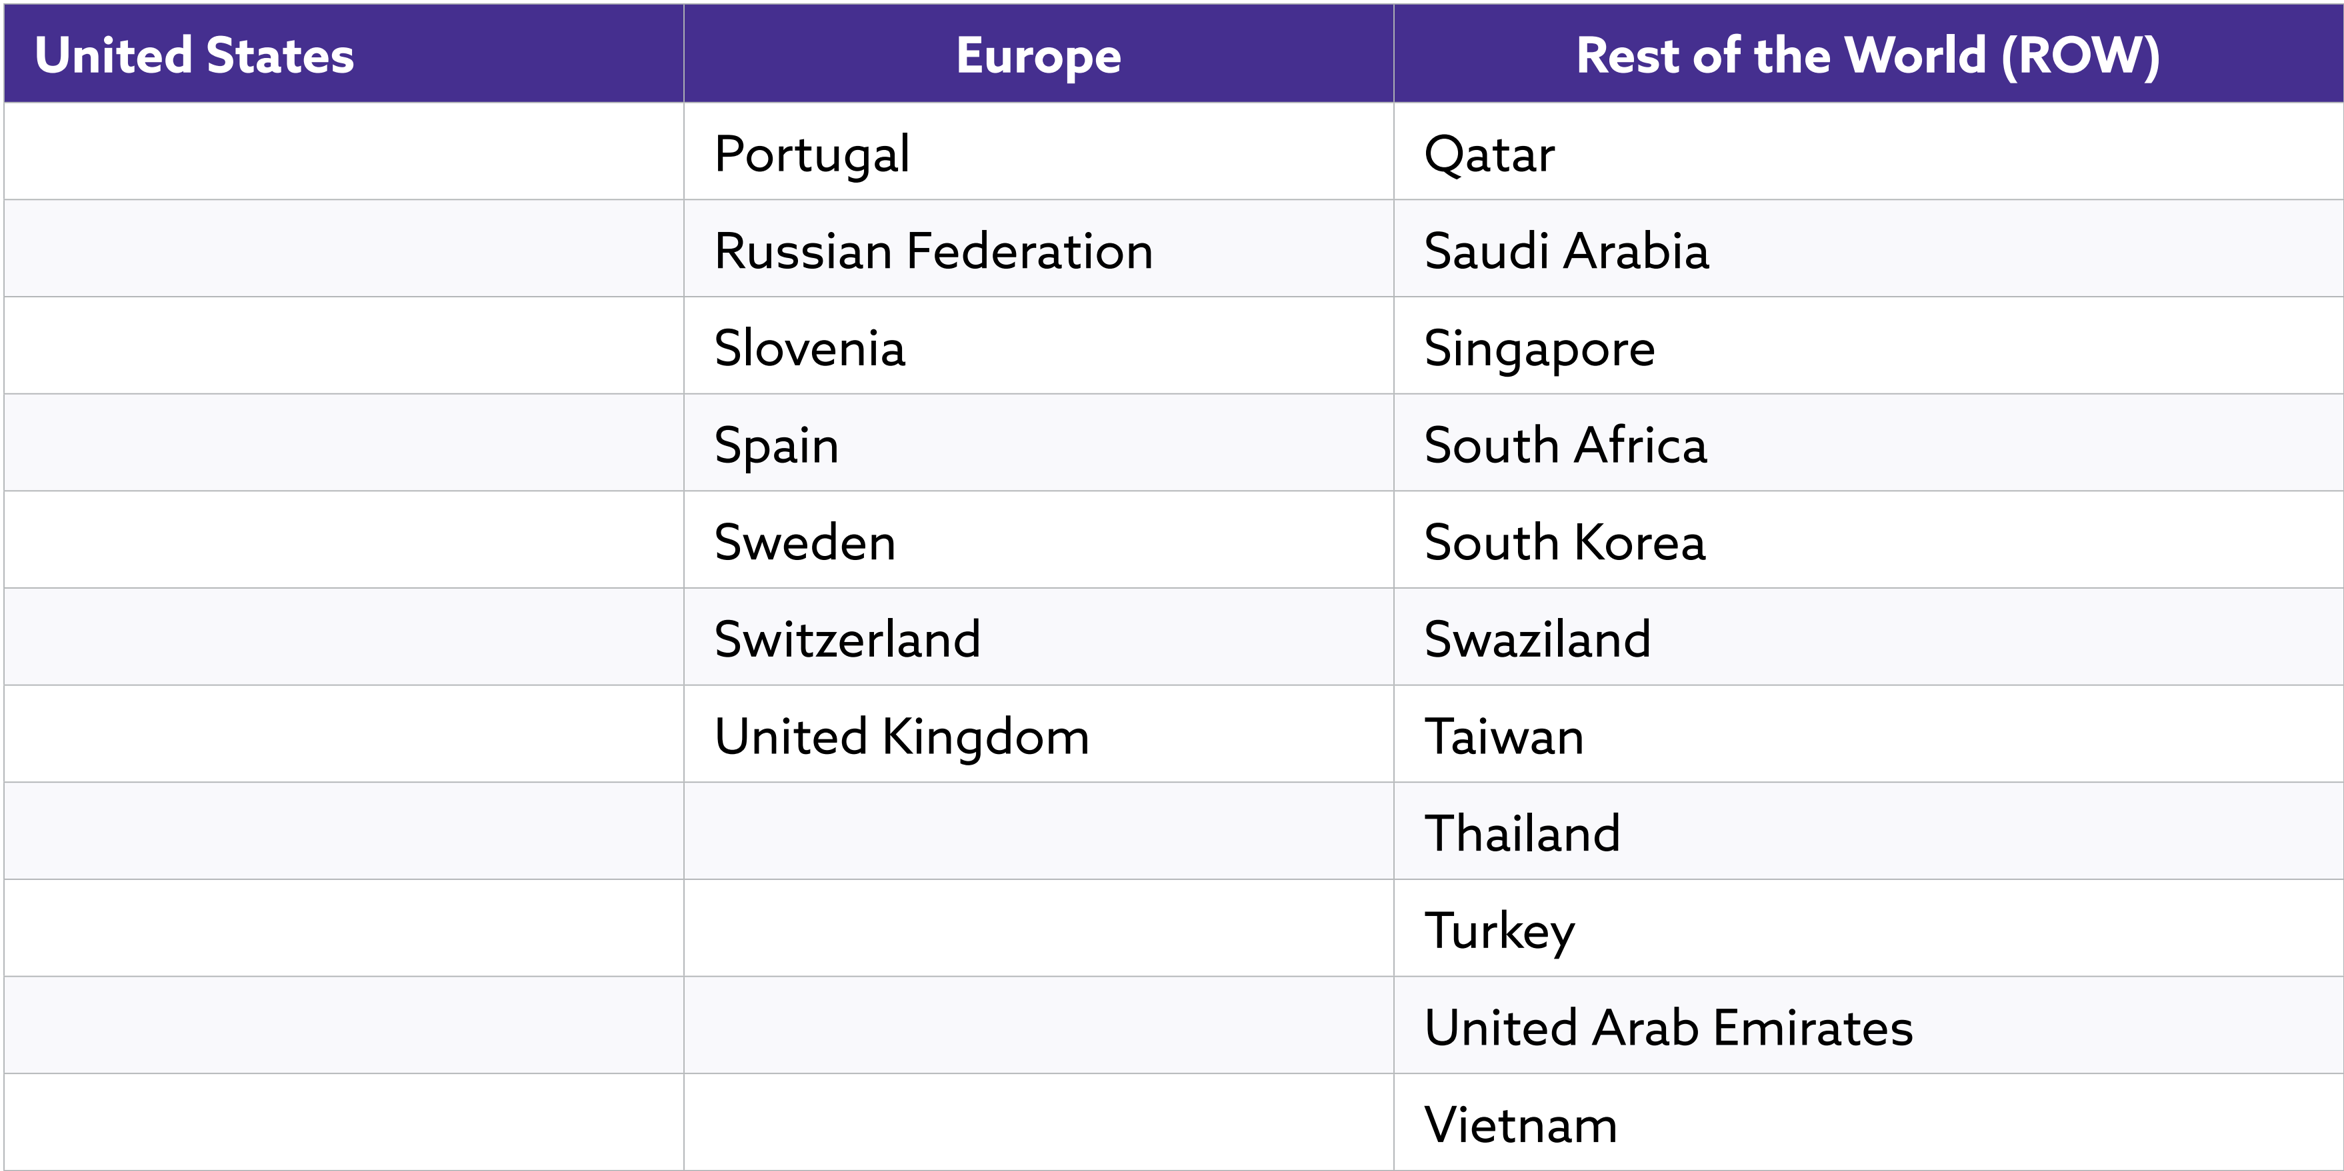 United States Europe Rest of the World (ROW)
Portugal Qatar
Russian Federation Saudi Arabia
Slovenia Singapore
Spain South Africa
Sweden South Korea
Switzerland Swaziland
United Kingdom Taiwan
Thailand
Turkey
United Arab Emirates
Vietnam